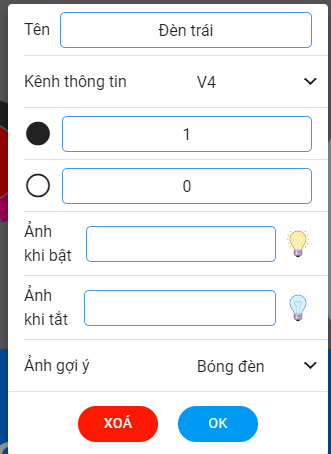 Tên Đèn trái
Kênh thông tin V4
1
0
Ảnh
khi bật
Ảnh
khi tắt
Ảnh gợi ý Bóng đèn
XOÁ OK